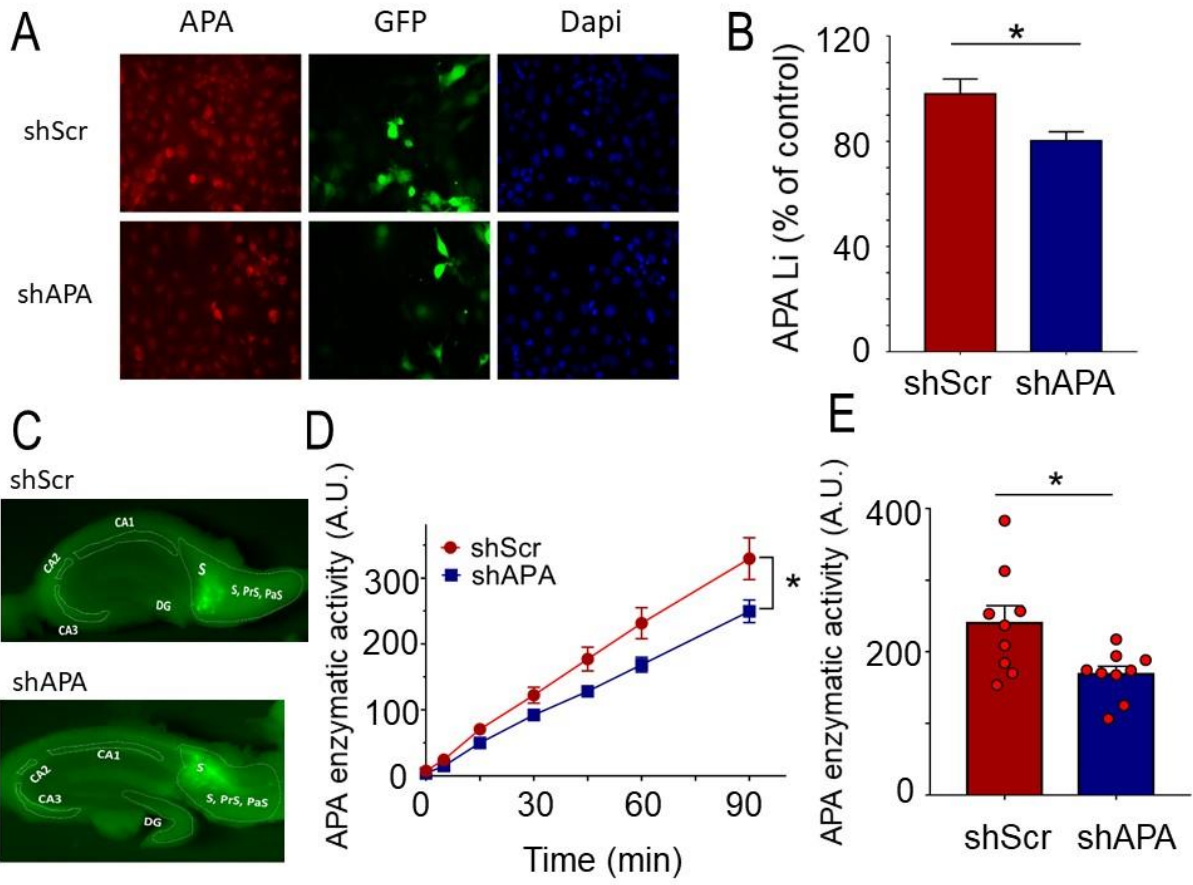 A
APA
GFP
Dapi
shScr
shAPA
B
APA Li (% of control)
120
80
40
0
*
shScr
shAPA
C
shScr
CA1
CA2
CA3
DG
S
S, PrS, PaS
shAPA
CA1
CA2
CA3
DG
S
S, PrS, PaS
D
APA enzymatic activity (A.U.)
shScr
shAPA
300
200
100
0
*
0 30 60 90
Time (min)
E
APA enzymatic activity (A.U.)
400
200
0
*
shScr
shAPA